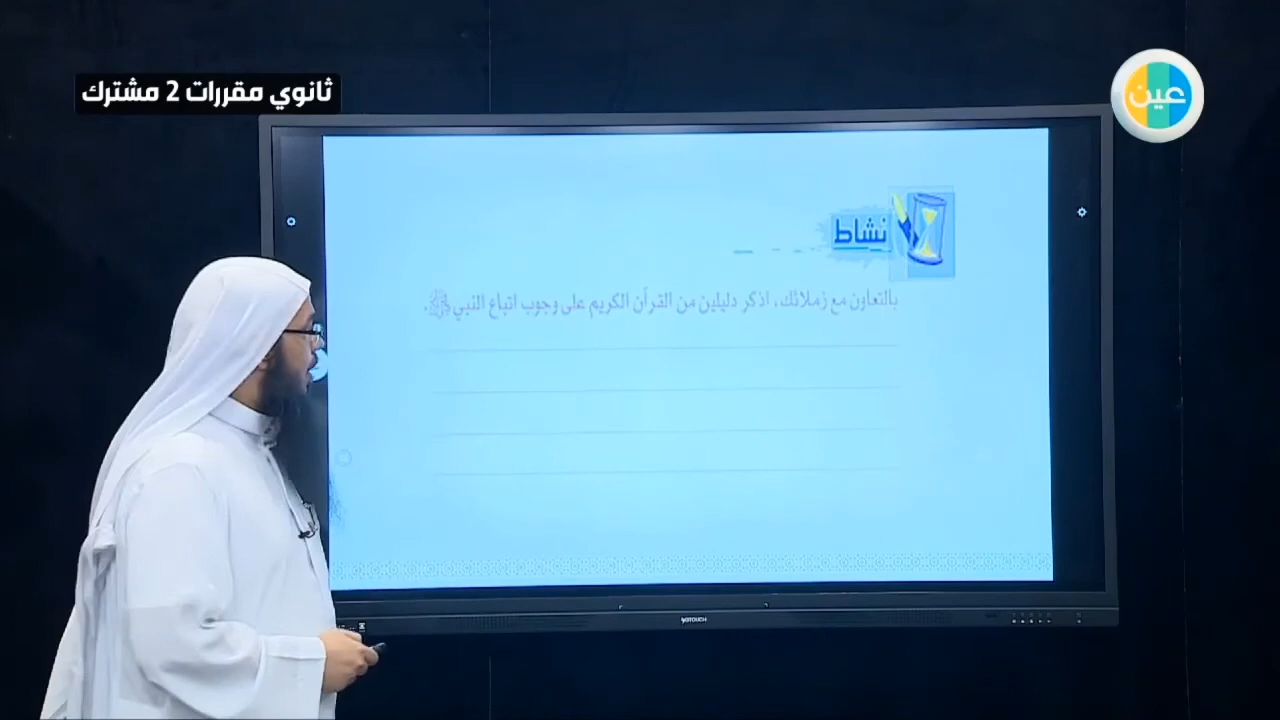 ثانوي مقررات 2 مشترك
عين
نشاط
بالتعاون مع زملائك، اذكر دليلين من القرآن الكريم على وجوب اتباع النبي ﷺ.